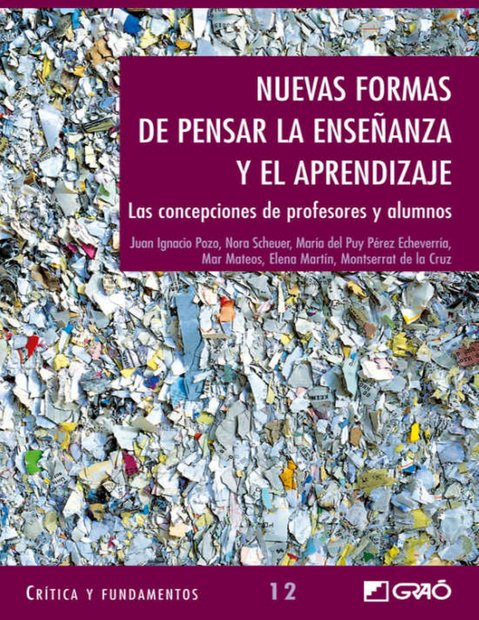 NUEVAS FORMAS
DE PENSAR LA ENSEÑANZA
Y EL APRENDIZAJE
Las concepciones de profesores y alumnos
Juan Ignacio Pozo, Nora Scheuer, María del Puy Pérez Echeverría,
Mar Mateos, Elena Martín, Montserrat de la Cruz
CRÍTICA Y FUNDAMENTOS 12 GRAÓ